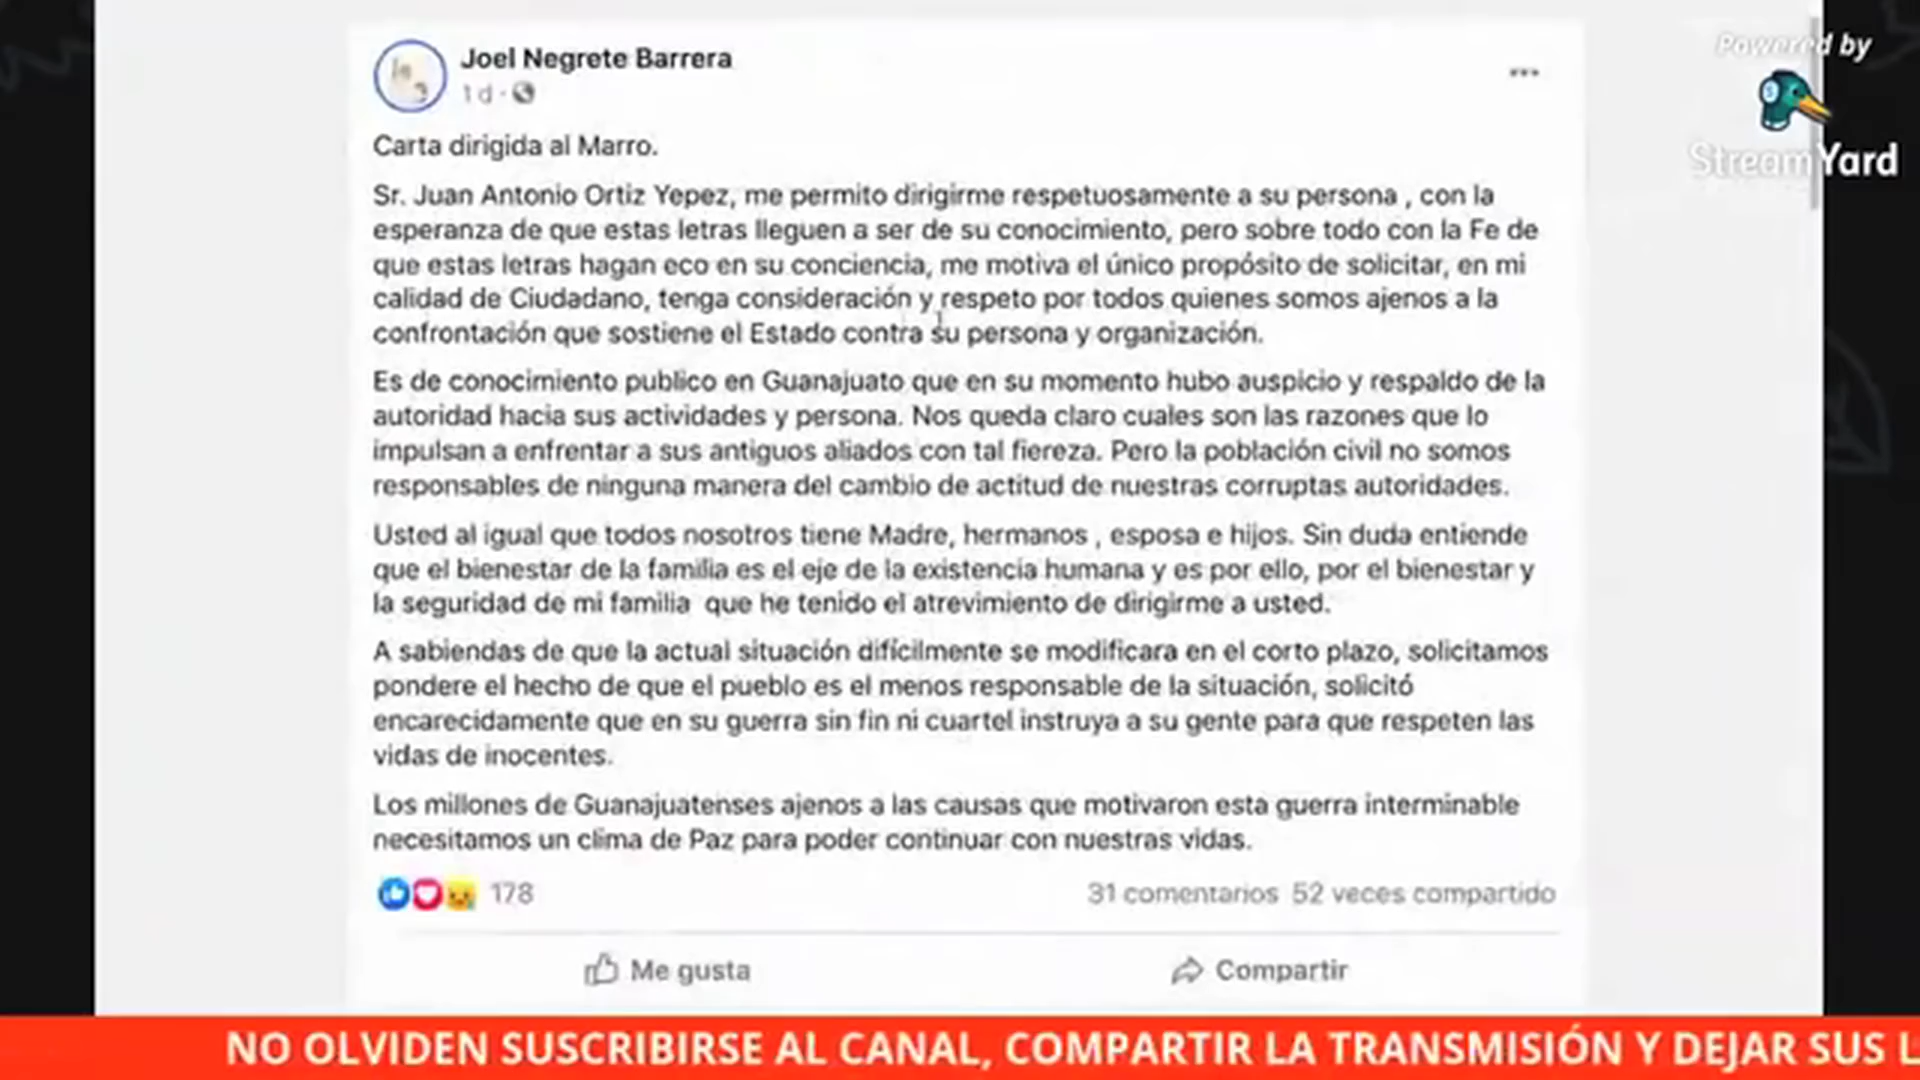 Joel Negrete Barrera
1 d ·
Powered by
StreamYard
Carta dirigida al Marro.
Sr. Juan Antonio Ortiz Yepez, me permito dirigirme respetuosamente a su persona , con la
esperanza de que estas letras lleguen a ser de su conocimiento, pero sobre todo con la Fe de
que estas letras hagan eco en su conciencia, me motiva el único propósito de solicitar, en mi
calidad de Ciudadano, tenga consideración y respeto por todos quienes somos ajenos a la
confrontación que sostiene el Estado contra su persona y organización.
Es de conocimiento publico en Guanajuato que en su momento hubo auspicio y respaldo de la
autoridad hacia sus actividades y persona. Nos queda claro cuales son las razones que lo
impulsan a enfrentar a sus antiguos aliados con tal fiereza. Pero la población civil no somos
responsables de ninguna manera del cambio de actitud de nuestras corruptas autoridades.
Usted al igual que todos nosotros tiene Madre, hermanos , esposa e hijos. Sin duda entiende
que el bienestar de la familia es el eje de la existencia humana y es por ello, por el bienestar y
la seguridad de mi familia que he tenido el atrevimiento de dirigirme a usted.
A sabiendas de que la actual situación difícilmente se modificara en el corto plazo, solicitamos
pondere el hecho de que el pueblo es el menos responsable de la situación, solicitó
encarecidamente que en su guerra sin fin ni cuartel instruya a su gente para que respeten las
vidas de inocentes.
Los millones de Guanajuatenses ajenos a las causas que motivaron esta guerra interminable
necesitamos un clima de Paz para poder continuar con nuestras vidas.
178
31 comentarios 52 veces compartido
Me gusta
Compartir
NO OLVIDEN SUSCRIBIRSE AL CANAL, COMPARTIR LA TRANSMISIÓN Y DEJAR SUS L